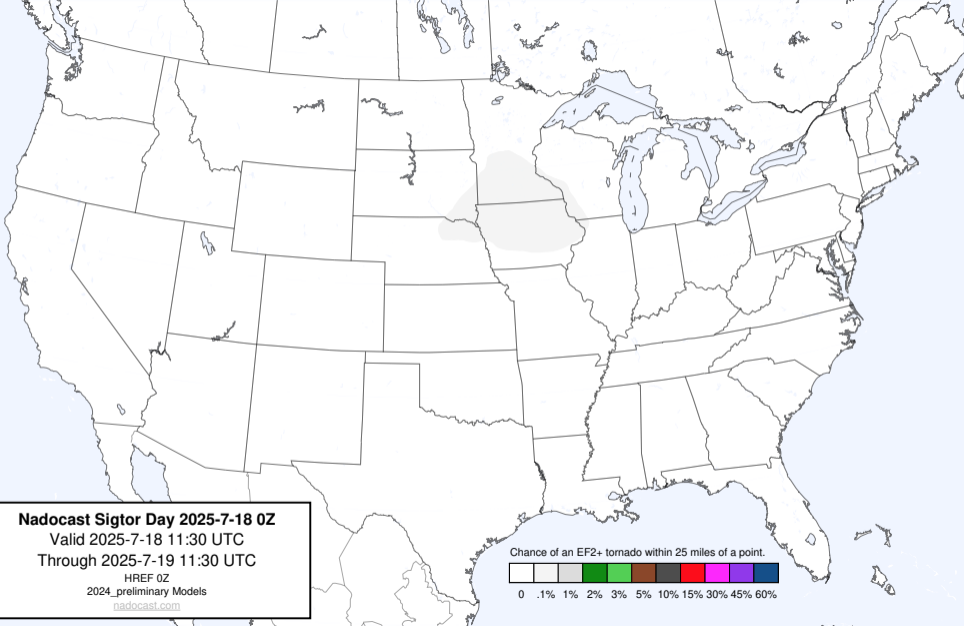 Nadocast Sigtor Day 2025-7-18 0Z
Valid 2025-7-18 11:30 UTC
Through 2025-7-19 11:30 UTC
HREF 0Z
2024_preliminary Models
nadocast.com
Chance of an EF2+ tornado within 25 miles of a point.
0 .1% 1% 2% 3% 5% 10% 15% 30% 45% 60%